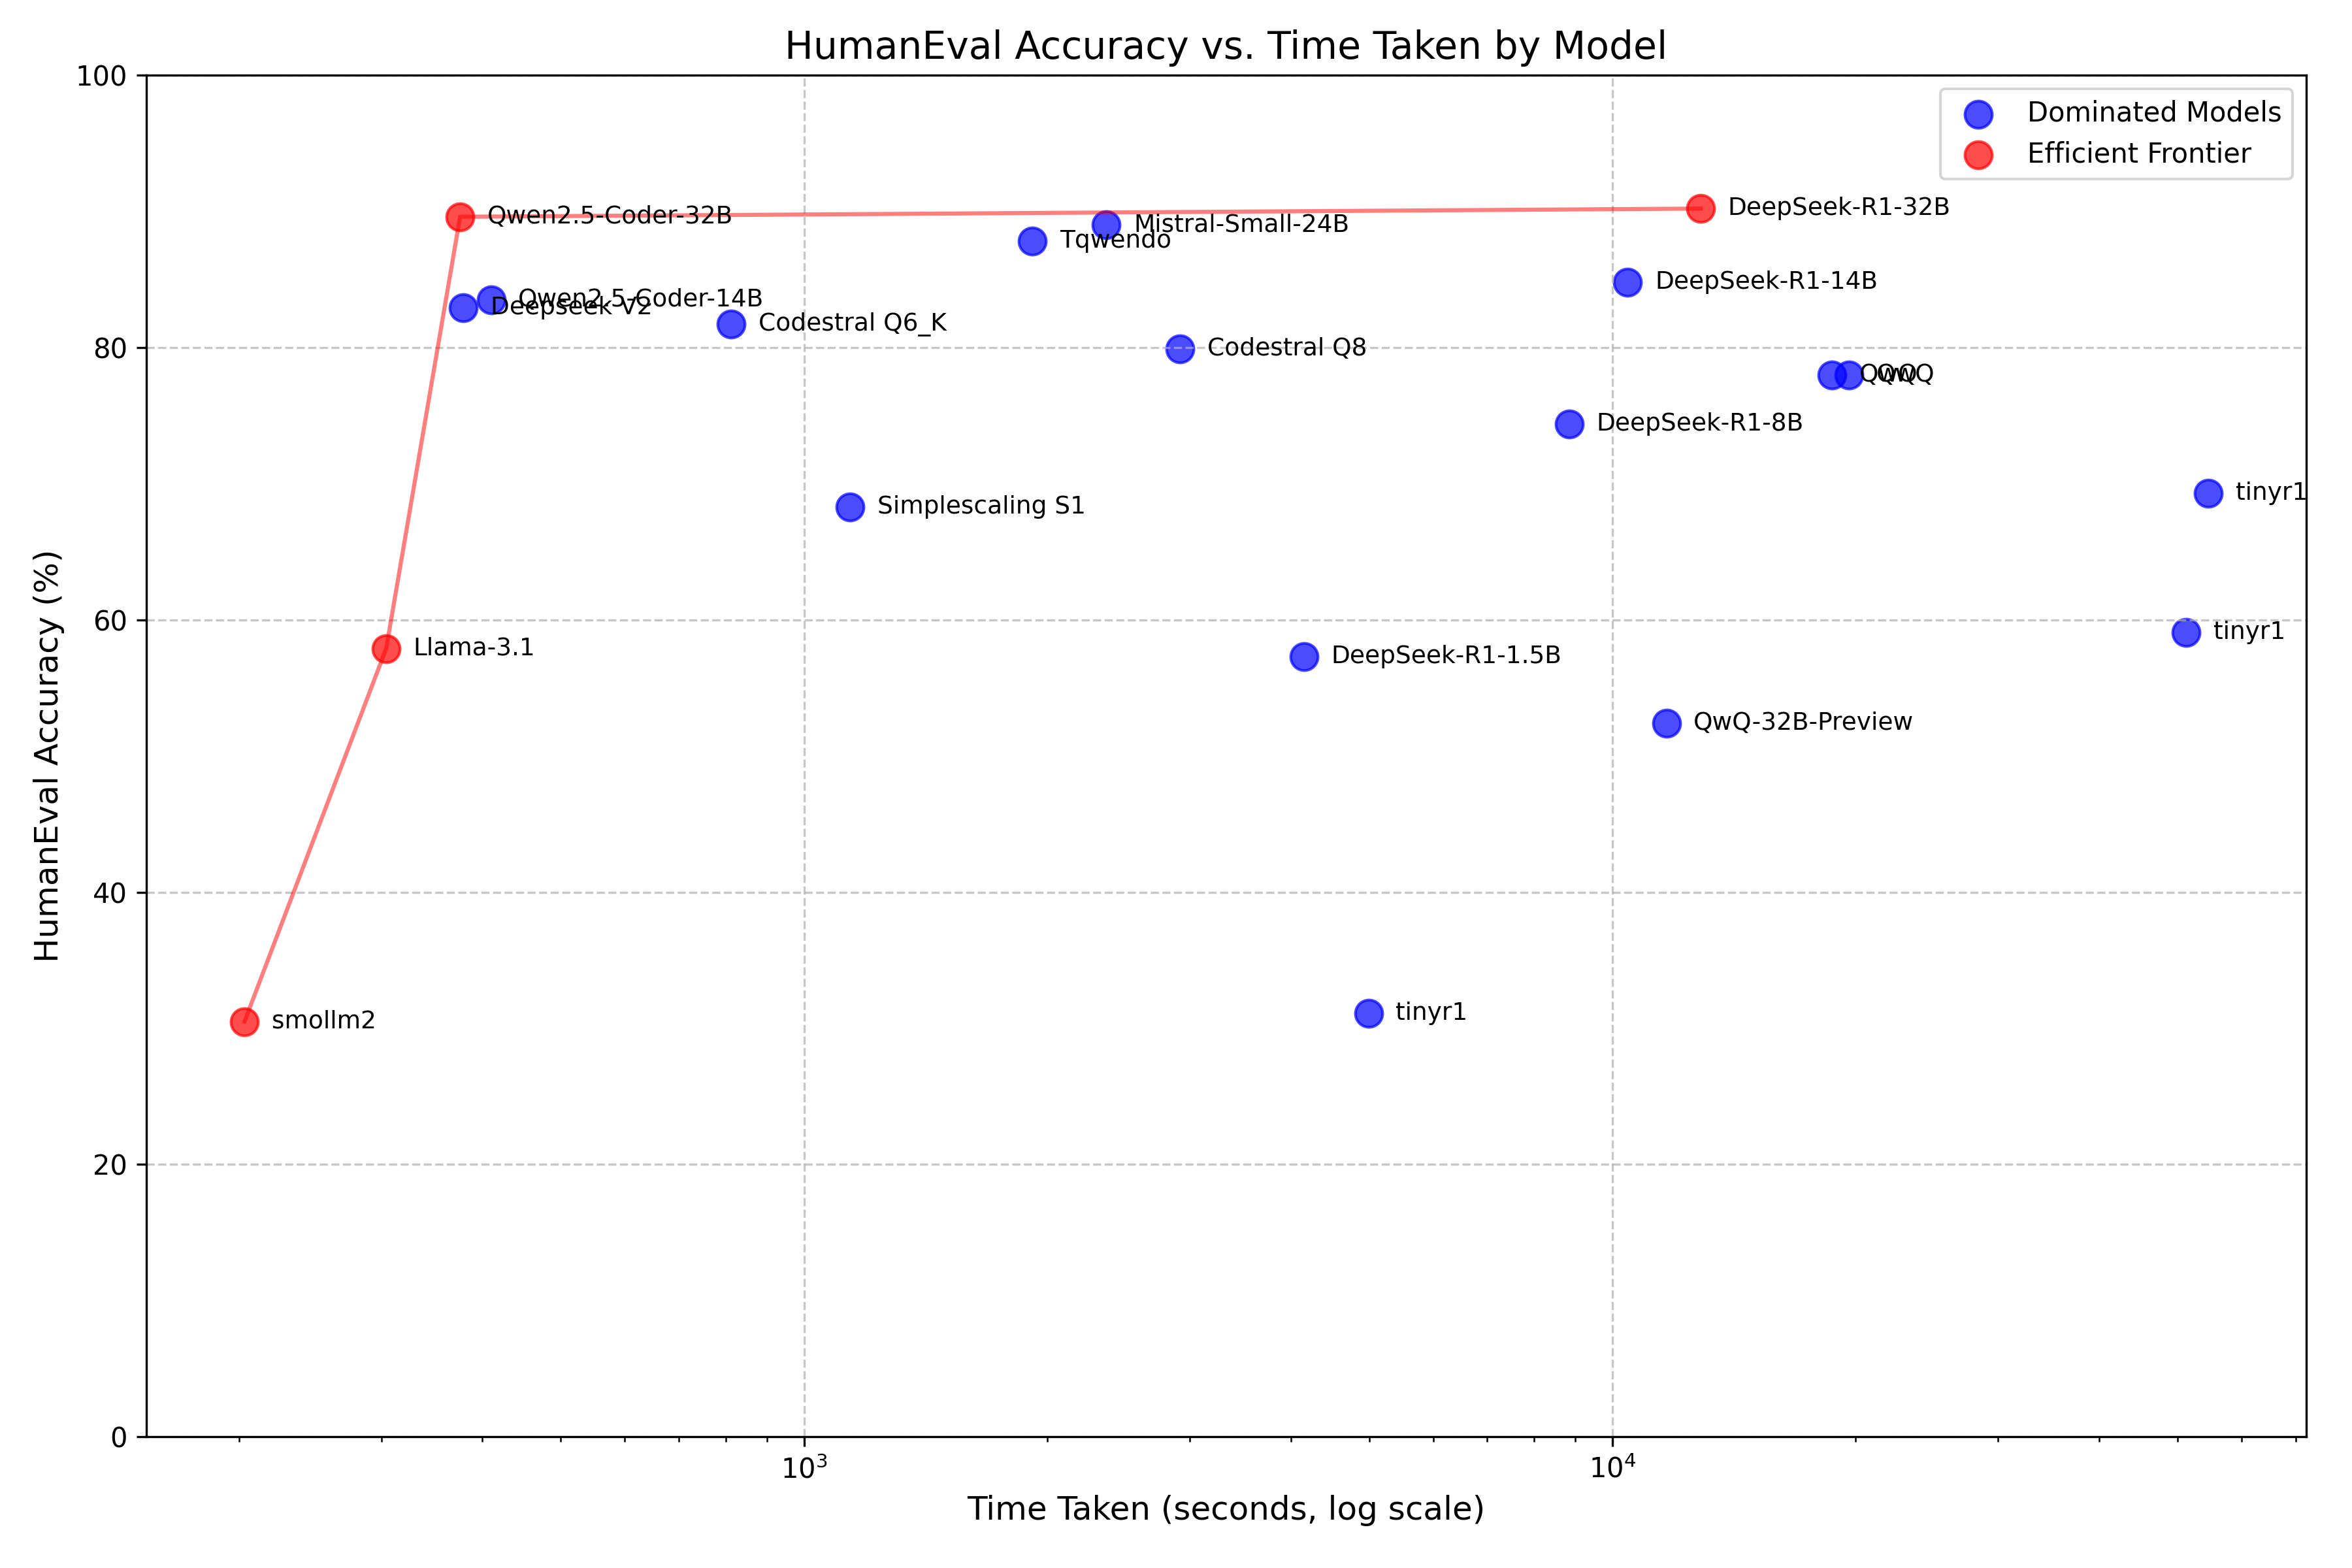 HumanEval Accuracy vs. Time Taken by Model
100
Dominated Models
Efficient Frontier
DeepSeek-R1-32B
Qwen2.5-Coder-32B
Mistral-Small-24B
Tqwendo
DeepSeek-R1-14B
Qwen2.5-Coder-14B
Deepseek V2
Codestral Q6_K
80
Codestral Q8
QwQ
QwQ
DeepSeek-R1-8B
tinyr1
Simplescaling S1
HumanEval Accuracy (%)
tinyr1
60
Llama-3.1
DeepSeek-R1-1.5B
QwQ-32B-Preview
40
smollm2
tinyr1
20
0
10³
10⁴
Time Taken (seconds, log scale)